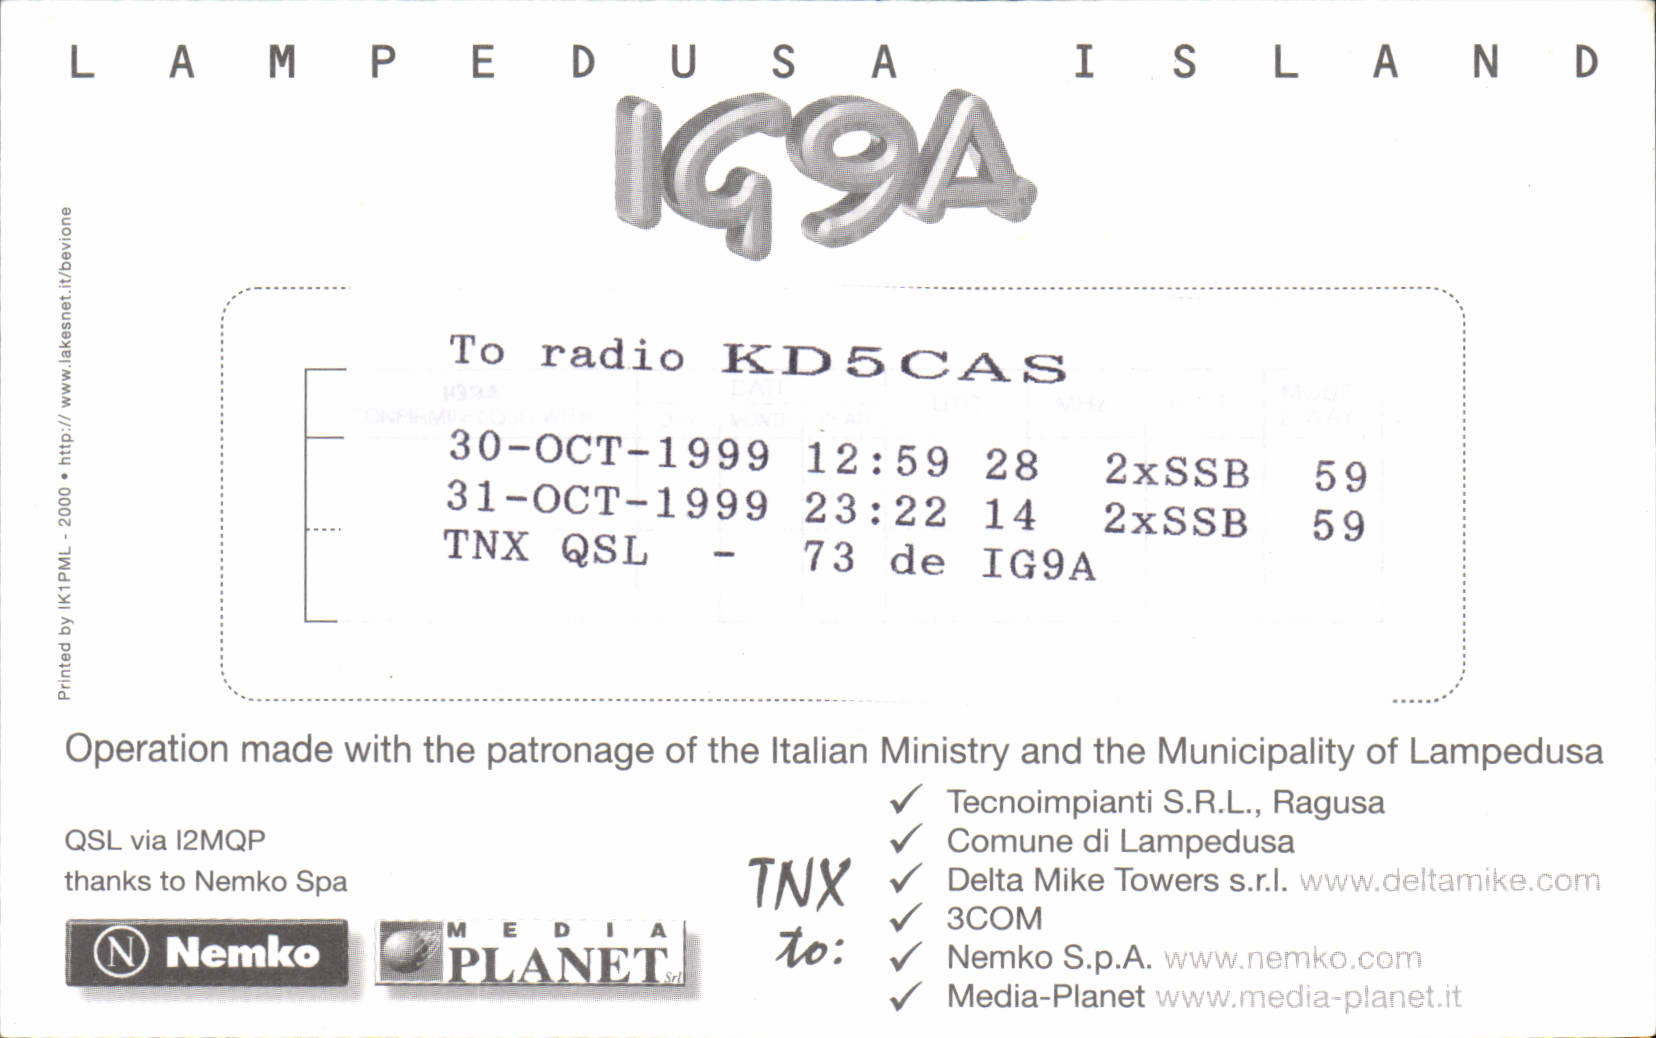 LAMPEDUSA ISLAND
IG9A
Printed by IK1PML - 2000 • http:// www.lakesnet.it/bevione
To radio KD5CAS
30-OCT-1999 12:59 28 2xSSB 59
31-OCT-1999 23:22 14 2xSSB 59
TNX QSL - 73 de IG9A
Operation made with the patronage of the Italian Ministry and the Municipality of Lampedusa
QSL via I2MQP
thanks to Nemko Spa
N Nemko
MEDIA
PLANET Srl
TNX
to:
✓ Tecnoimpianti S.R.L., Ragusa
✓ Comune di Lampedusa
✓ Delta Mike Towers s.r.l. www.deltamike.com
✓ 3COM
✓ Nemko S.p.A. www.nemko.com
✓ Media-Planet www.media-planet.it